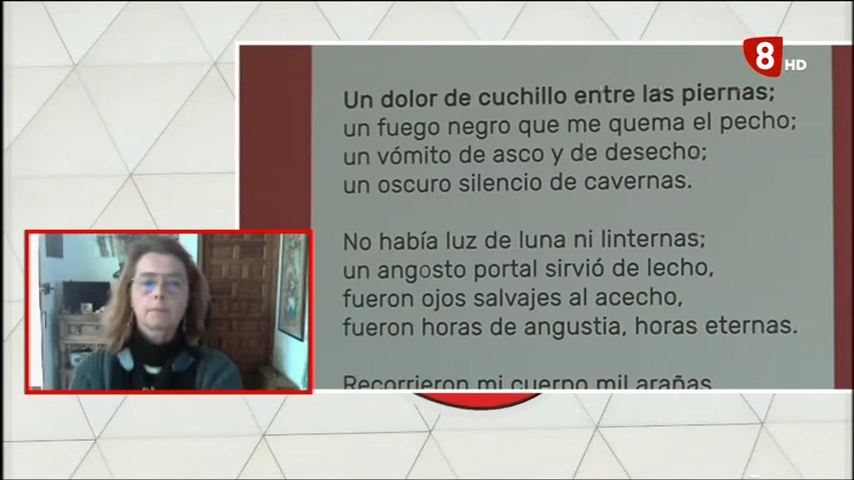 8 HD
Un dolor de cuchillo entre las piernas;
un fuego negro que me quema el pecho;
un vómito de asco y de desecho;
un oscuro silencio de cavernas.
No había luz de luna ni linternas;
un angosto portal sirvió de lecho,
fueron ojos salvajes al acecho,
fueron horas de angustia, horas eternas.
Recorrieron mi cuerpo mil arañas